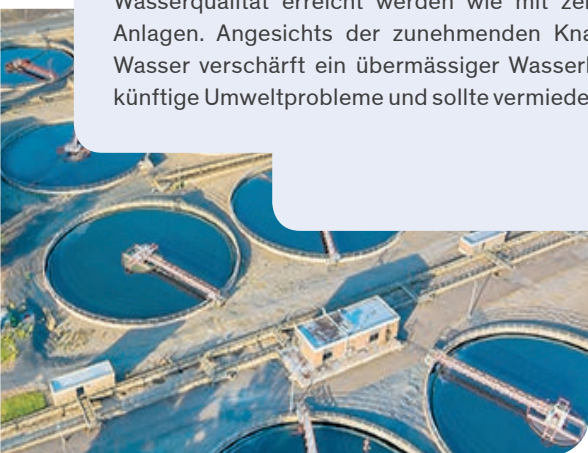 Wasserqualität erreicht werden wie mit
Anlagen. Angesichts der zunehmenden
Wasser verschärft ein übermässiger
künftige Umweltprobleme und sollte